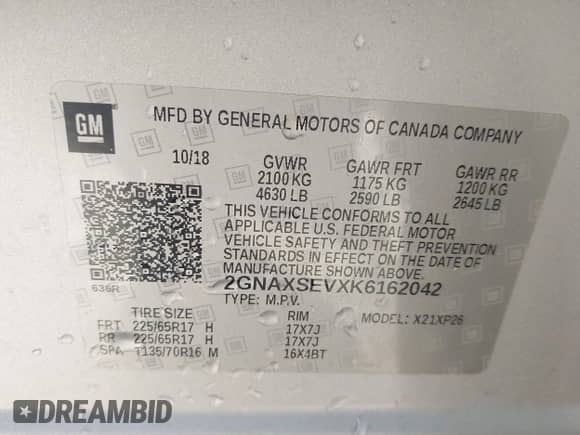 GM
MFD BY GENERAL MOTORS OF CANADA COMPANY
10/18 GVWR GAWR FRT GAWR RR
2100 KG 1175 KG 1200 KG
4630 LB 2590 LB 2645 LB
THIS VEHICLE CONFORMS TO ALL
APPLICABLE U.S. FEDERAL MOTOR
VEHICLE SAFETY AND THEFT PREVENTION
STANDARDS IN EFFECT ON THE DATE OF
MANUFACTURE SHOWN ABOVE.
636R 2GNAXSEVXK6162042
TYPE: M.P.V. MODEL: X21XP26
TIRE SIZE RIM
FRT 225/65R17 H 17X7J
RR 225/65R17 H 17X7J
SPA T135/70R16 M 16X4BT
DREAMBID